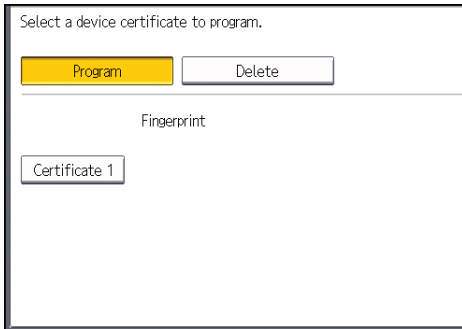 Select a device certificate to program.
Program Delete
Fingerprint
Certificate 1